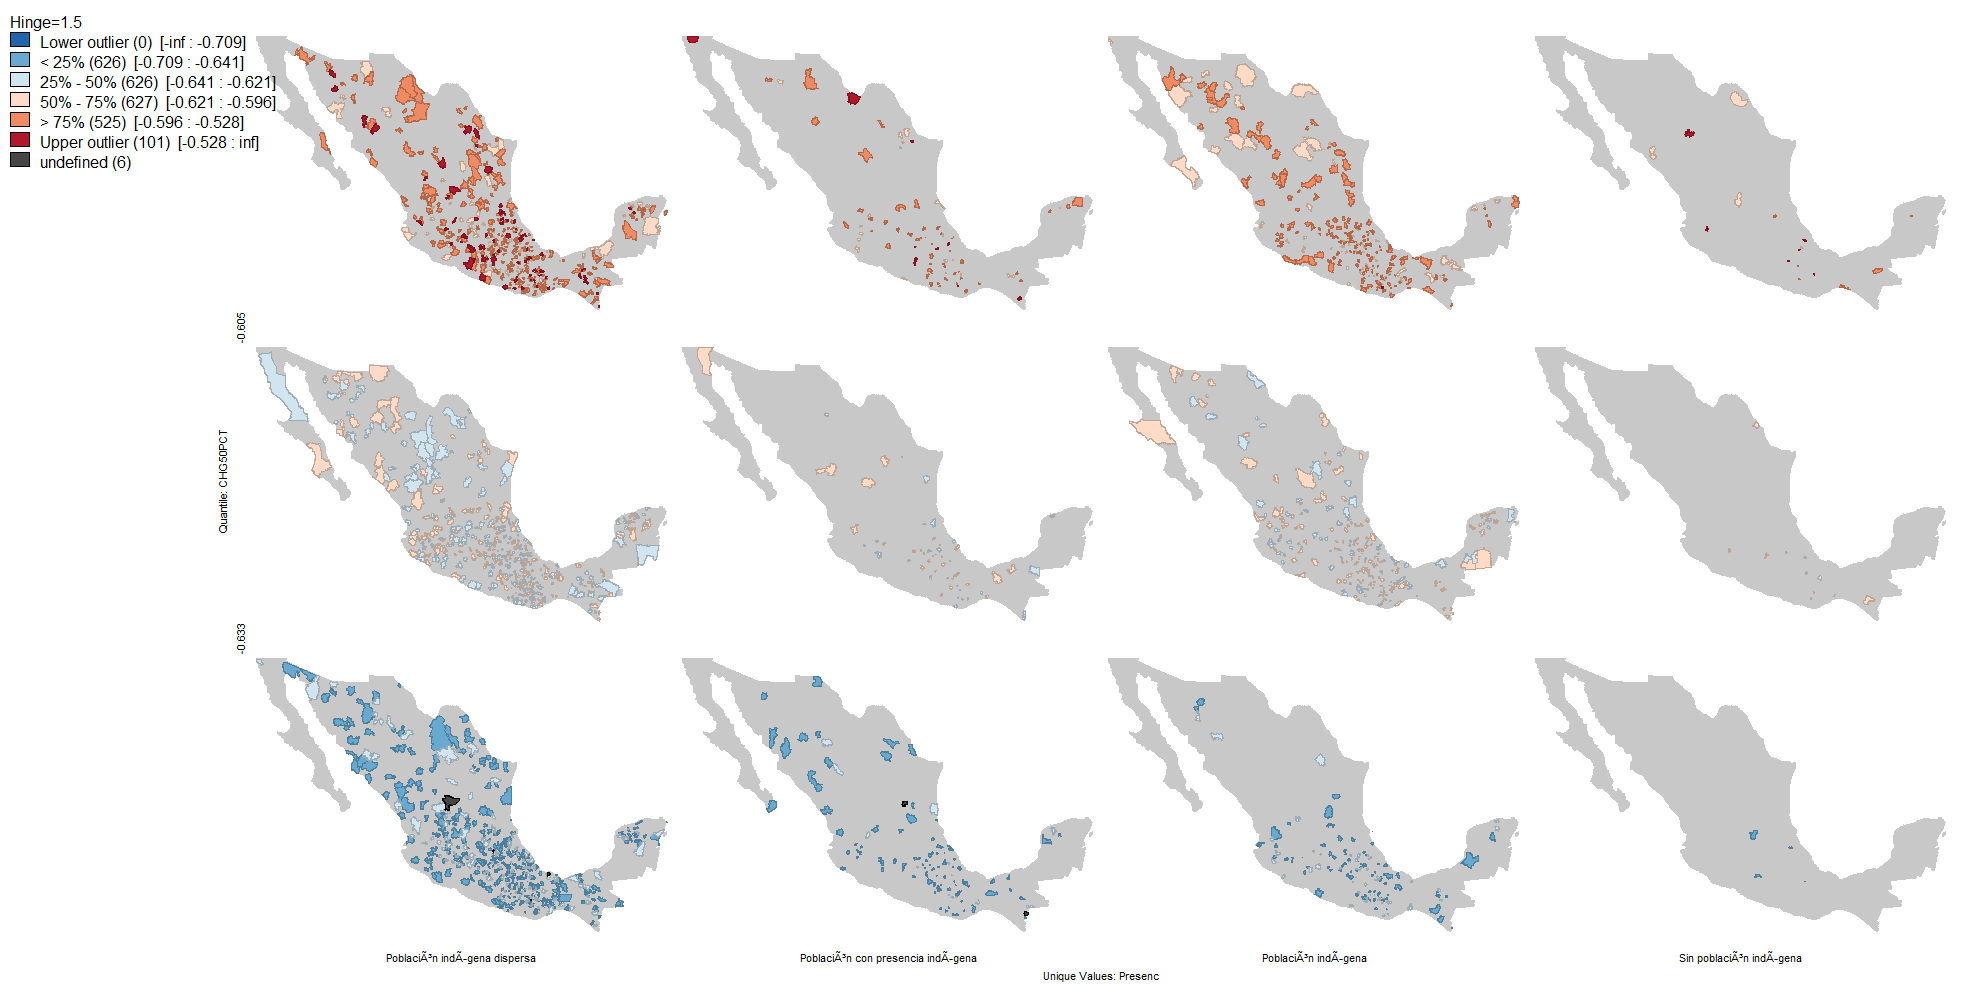 Hinge=1.5
Lower outlier (0) [-inf : -0.709]
< 25% (626) [-0.709 : -0.641]
25% - 50% (626) [-0.641 : -0.621]
50% - 75% (627) [-0.621 : -0.596]
> 75% (525) [-0.596 : -0.528]
Upper outlier (101) [-0.528 : inf]
undefined (6)
-0.605
Quantile: CHG50PCT
-0.633
PoblaciÃ³n indÃ-gena dispersa
PoblaciÃ³n con presencia indÃ-gena
PoblaciÃ³n indÃ-gena
Sin poblaciÃ³n indÃ-gena
Unique Values: Presenc